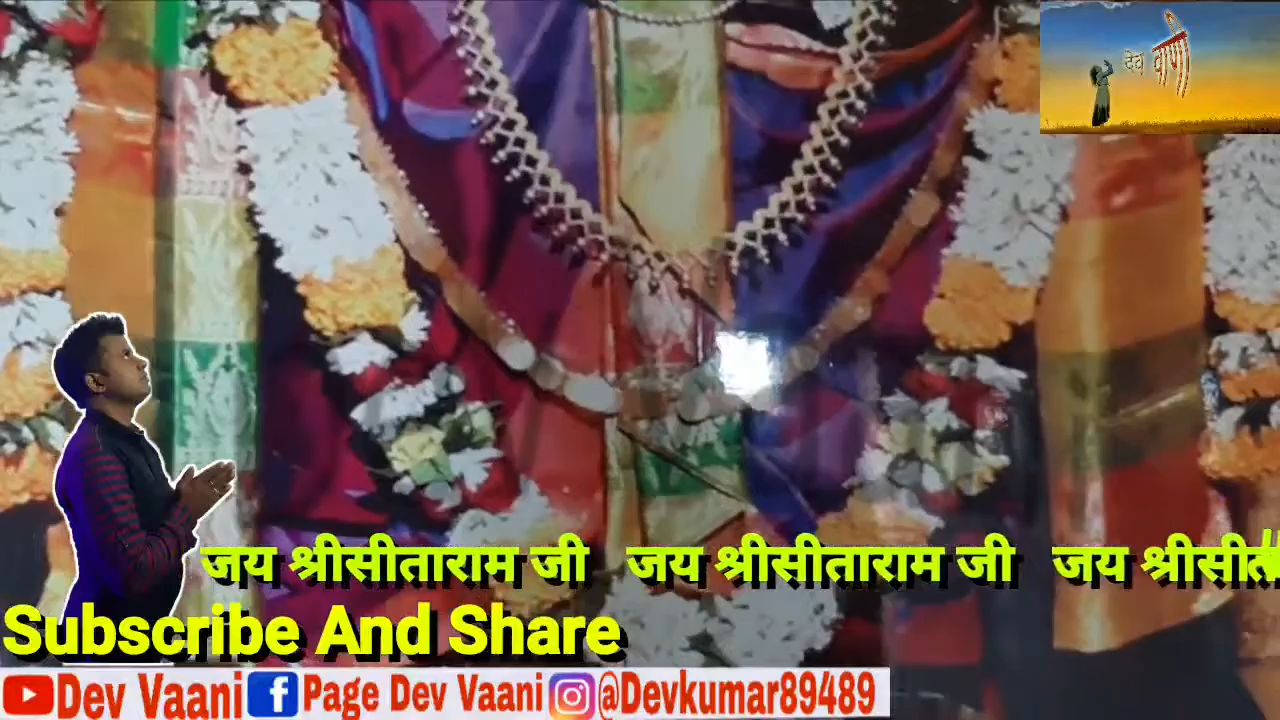 देव वाणी
जय श्रीसीताराम जी जय श्रीसीताराम जी जय श्रीसीत
Subscribe And Share
Dev Vaani Page Dev Vaani @Devkumar89489